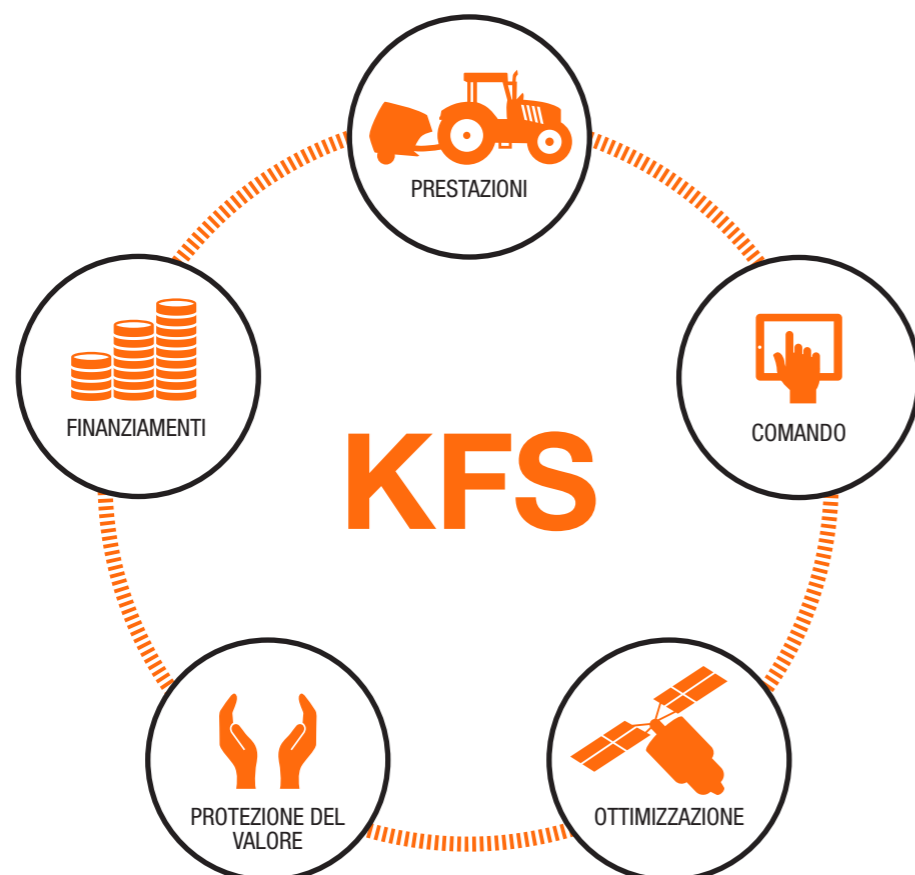 PRESTAZIONI
FINANZIAMENTI
COMANDO
KFS
PROTEZIONE DEL
VALORE
OTTIMIZZAZIONE